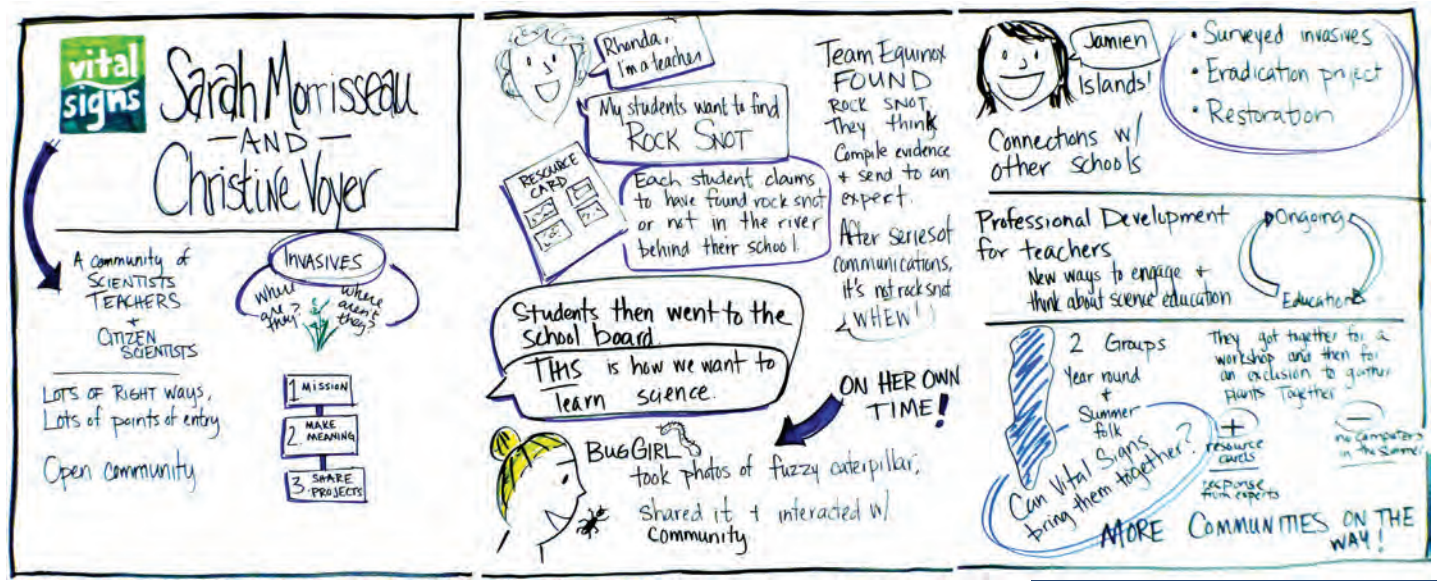 vital
signs
Sarah Morrisseau
AND
Christine Voyer
A community of
SCIENTISTS
TEACHERS
+
CITIZEN
SCIENTISTS
INVASIVES
where
are
they?
where
aren't
they?
LOTS OF RIGHT WAYS,
Lots of points of entry
Open community
1 MISSION
2. MAKE
MEANING
3. SHARE
PROJECTS
Rhonda,
I'm a teacher
My students want to find
ROCK SNOT
RESOURCE
CARD
Each student claims
to have found rock snot
or not in the river
behind their school.
Team Equinox
FOUND
ROCK SNOT.
They think
Compile evidence
+ send to an
expert.
After series of
communications,
it's not rock snot
WHEW!
Students then went to the
school board.
THIS is how we want to
learn science.
ON HER OWN
TIME!
BUG GIRL
took photos of fuzzy caterpillar,
Shared it + interacted w/
Community
Jamien
Islands!
• Surveyed invasives
• Eradication project
• Restoration
Connections w/
other schools
Professional Development
for teachers
New ways to engage +
think about science education
Ongoing
Education
2 Groups
Year round
+
Summer
folk
Can Vital Signs
bring them together?
They got together for a
workshop and then for
an exclusion to gather
plants Together
+
resource
cards
response
from experts
-
no computers
in the summer
MORE COMMUNITIES ON THE
WAY!